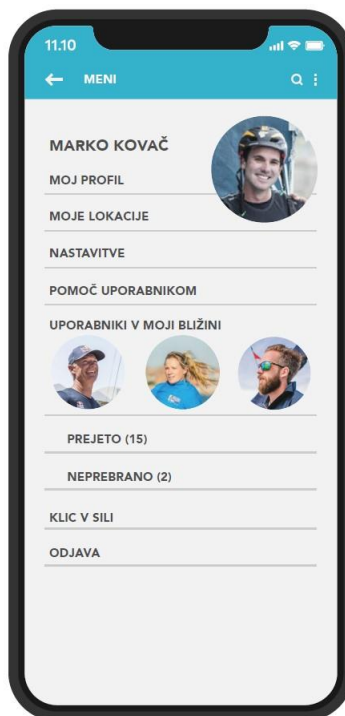 11.10
MENI
MARKO KOVAČ
MOJ PROFIL
MOJE LOKACIJE
NASTAVITVE
POMOČ UPORABNIKOM
UPORABNIKI V MOJI BLIŽINI
PREJETO (15)
NEPREBRANO (2)
KLIC V SILI
ODJAVA